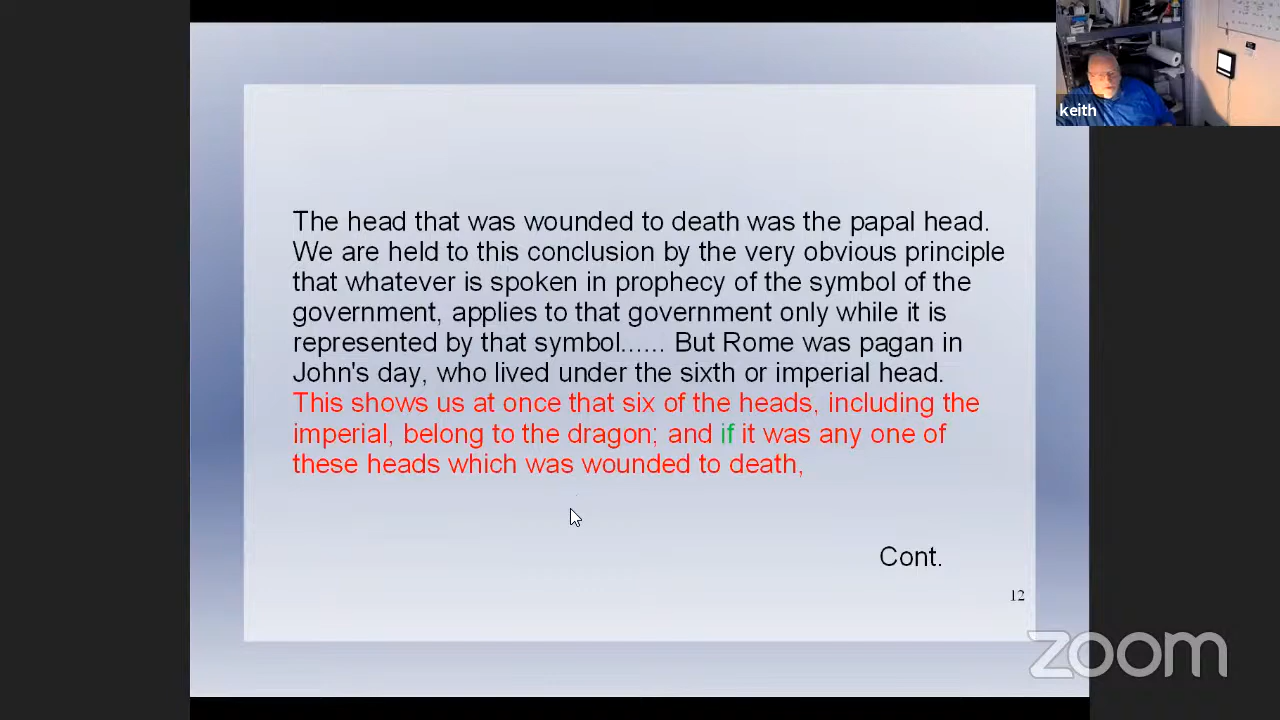 keith
The head that was wounded to death was the papal head.
We are held to this conclusion by the very obvious principle
that whatever is spoken in prophecy of the symbol of the
government, applies to that government only while it is
represented by that symbol...... But Rome was pagan in
John's day, who lived under the sixth or imperial head.
This shows us at once that six of the heads, including the
imperial, belong to the dragon; and if it was any one of
these heads which was wounded to death,
Cont.
12
zoom